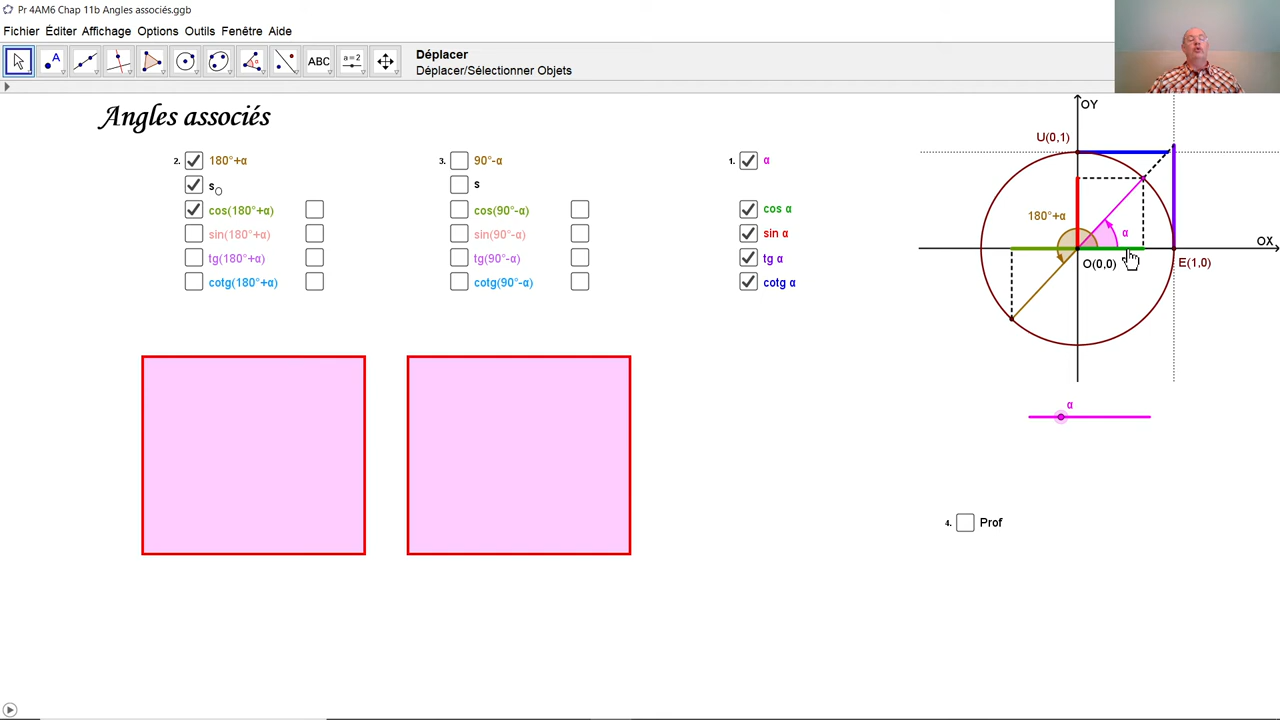 Pr 4AM6 Chap 11b Angles associés.ggb
Fichier Éditer Affichage Options Outils Fenêtre Aide
A
α
ABC
a=2
Déplacer
Déplacer/Sélectionner Objets
Angles associés
2. 180°+α
sO
cos(180°+α)
sin(180°+α)
tg(180°+α)
cotg(180°+α)
3. 90°-α
s
cos(90°-α)
sin(90°-α)
tg(90°-α)
cotg(90°-α)
1. α
cos α
sin α
tg α
cotg α
OY
U(0,1)
180°+α
α
OX
O(0,0)
E(1,0)
α
4. Prof